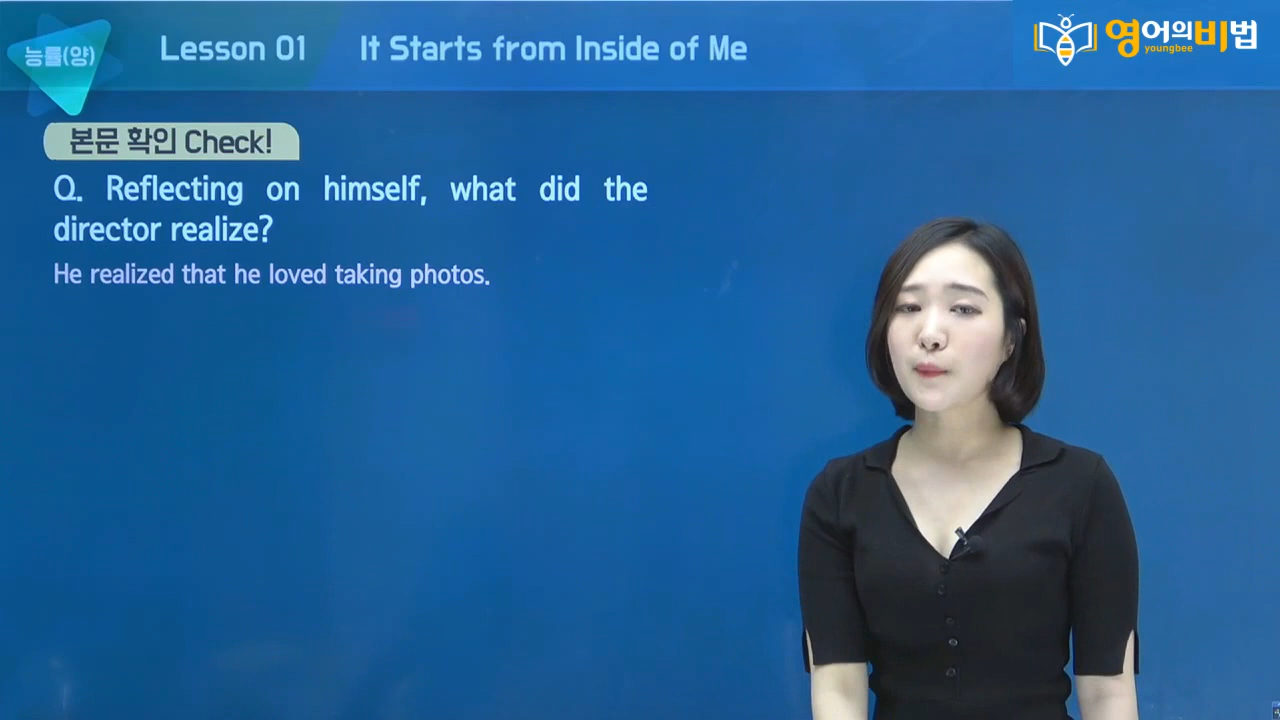 능률(양)
Lesson 01 It Starts from Inside of Me
영어의비법
youngbee
본문 확인 Check!
Q. Reflecting on himself, what did the
director realize?
He realized that he loved taking photos.